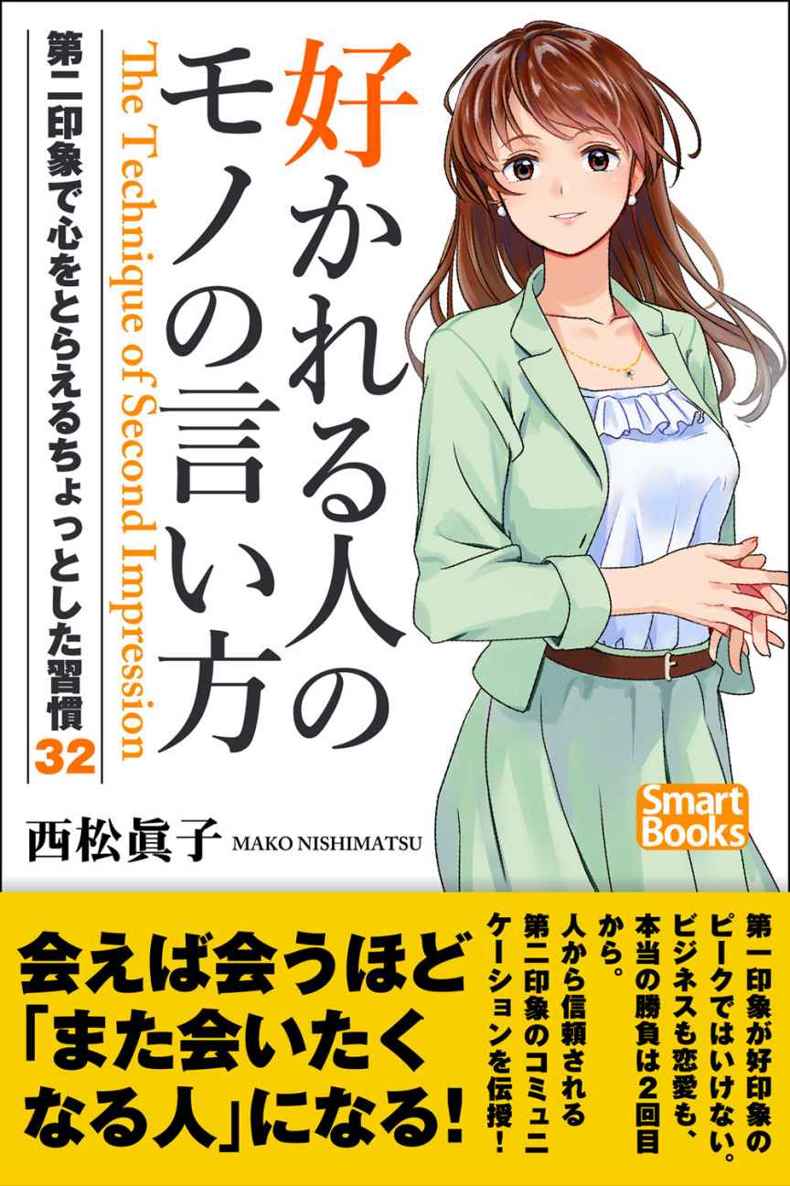 好かれる人の
モノの言い方
The Technique of Second Impression
第二印象で心をとらえるちょっとした習慣32
西松眞子 MAKO NISHIMATSU
Smart
Books
第一印象が好印象の
ピークではいけない。
ビジネスも恋愛も、
本当の勝負は2回目
から。
人から信頼される
第二印象のコミュニ
ケーションを伝授！
会えば会うほど
「また会いたく
なる人」になる！